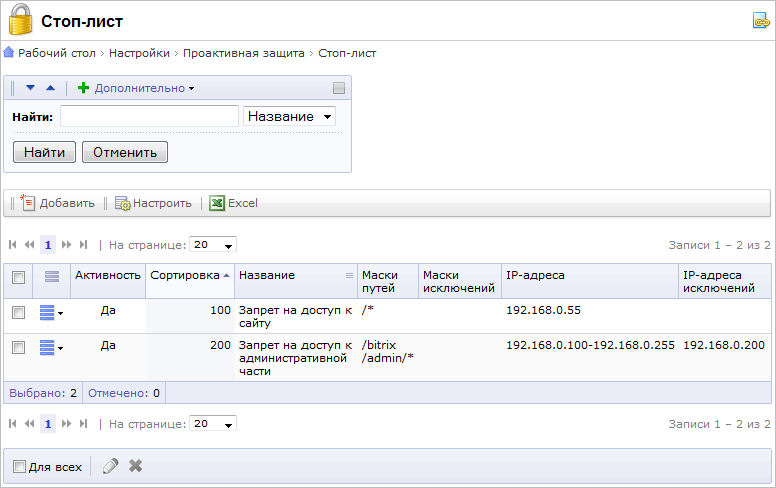 Стоп-лист
Рабочий стол › Настройки › Проактивная защита › Стоп-лист
Дополнительно
Найти: Название
Найти Отменить
Добавить Настроить Excel
1 | На странице: 20 Записи 1 – 2 из 2
Активность Сортировка Название Маски путей Маски исключений IP-адреса IP-адреса исключений
Да 100 Запрет на доступ к сайту /* 192.168.0.55
Да 200 Запрет на доступ к административной части /bitrix/admin/* 192.168.0.100-192.168.0.255 192.168.0.200
Выбрано: 2 Отмечено: 0
1 | На странице: 20 Записи 1 – 2 из 2
Для всех